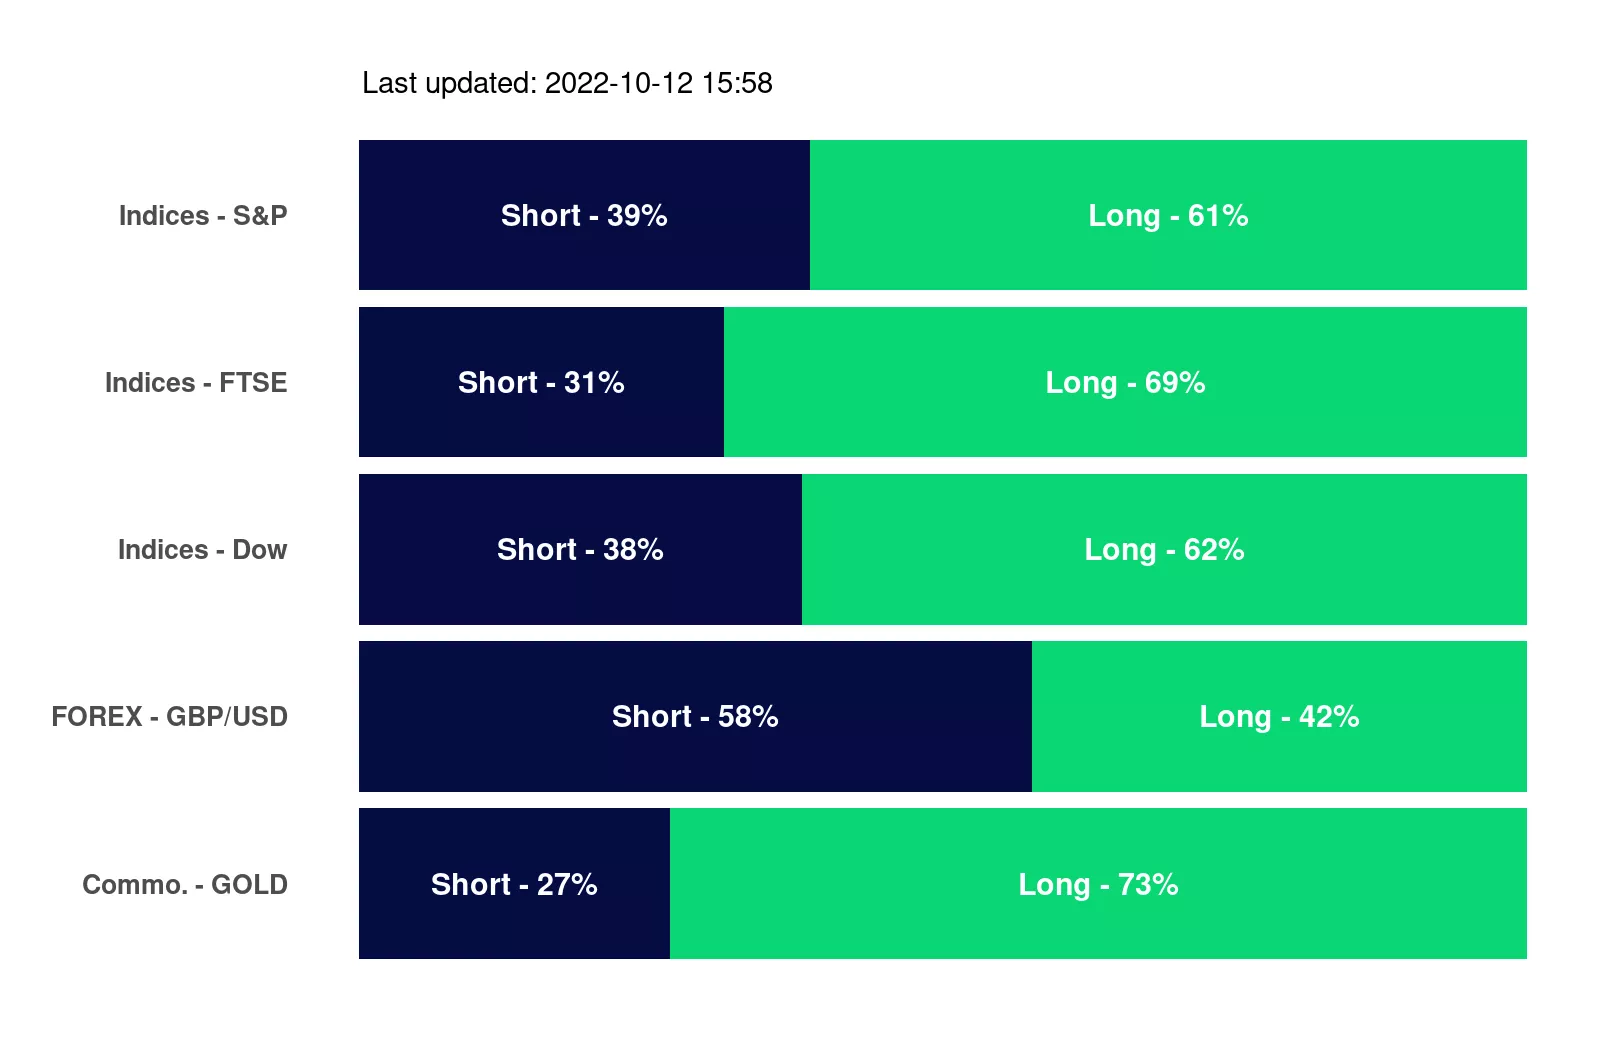 Last updated: 2022-10-12 15:58
Indices - S&P Short - 39% Long - 61%
Indices - FTSE Short - 31% Long - 69%
Indices - Dow Short - 38% Long - 62%
FOREX - GBP/USD Short - 58% Long - 42%
Commo. - GOLD Short - 27% Long - 73%